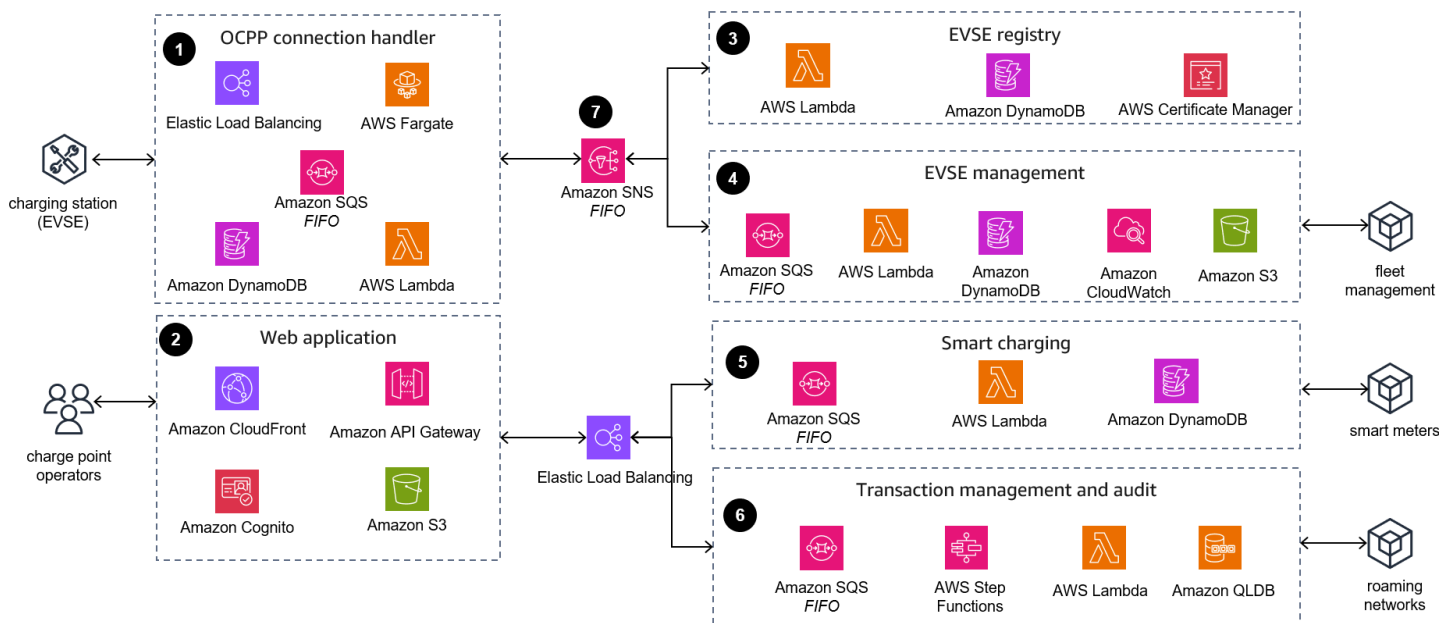 1
OCPP connection handler
Elastic Load Balancing
AWS Fargate
Amazon SQS
FIFO
Amazon DynamoDB
AWS Lambda
charging station
(EVSE)
2
Web application
Amazon CloudFront
Amazon API Gateway
Amazon Cognito
Amazon S3
charge point
operators
7
Amazon SNS
FIFO
Elastic Load Balancing
3
EVSE registry
AWS Lambda
Amazon DynamoDB
AWS Certificate Manager
4
EVSE management
Amazon SQS
FIFO
AWS Lambda
Amazon
DynamoDB
Amazon
CloudWatch
Amazon S3
fleet
management
5
Smart charging
Amazon SQS
FIFO
AWS Lambda
Amazon DynamoDB
smart meters
6
Transaction management and audit
Amazon SQS
FIFO
AWS Step
Functions
AWS Lambda
Amazon QLDB
roaming
networks